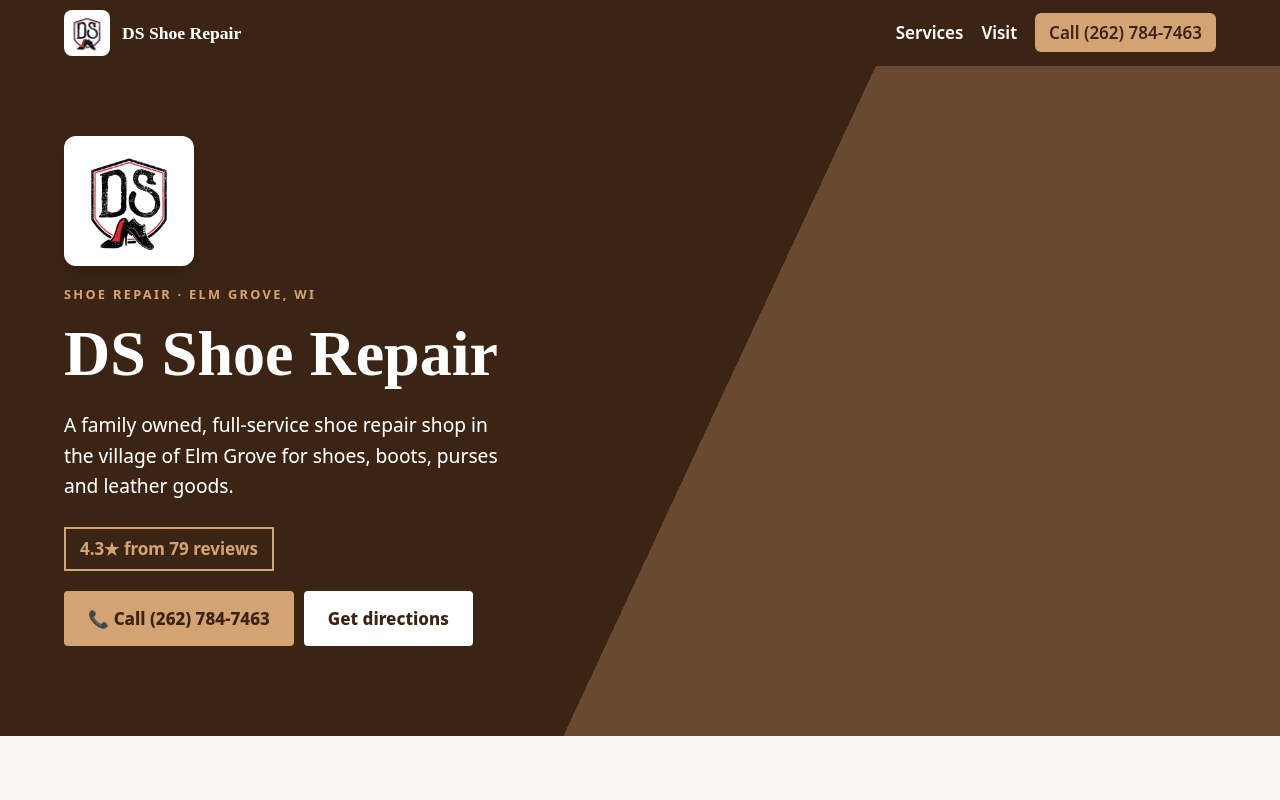 DS
DS Shoe Repair
Services
Visit
Call (262) 784-7463
DS
SHOE REPAIR · ELM GROVE, WI
DS Shoe Repair
A family owned, full-service shoe repair shop in
the village of Elm Grove for shoes, boots, purses
and leather goods.
4.3★ from 79 reviews
📞 Call (262) 784-7463
Get directions